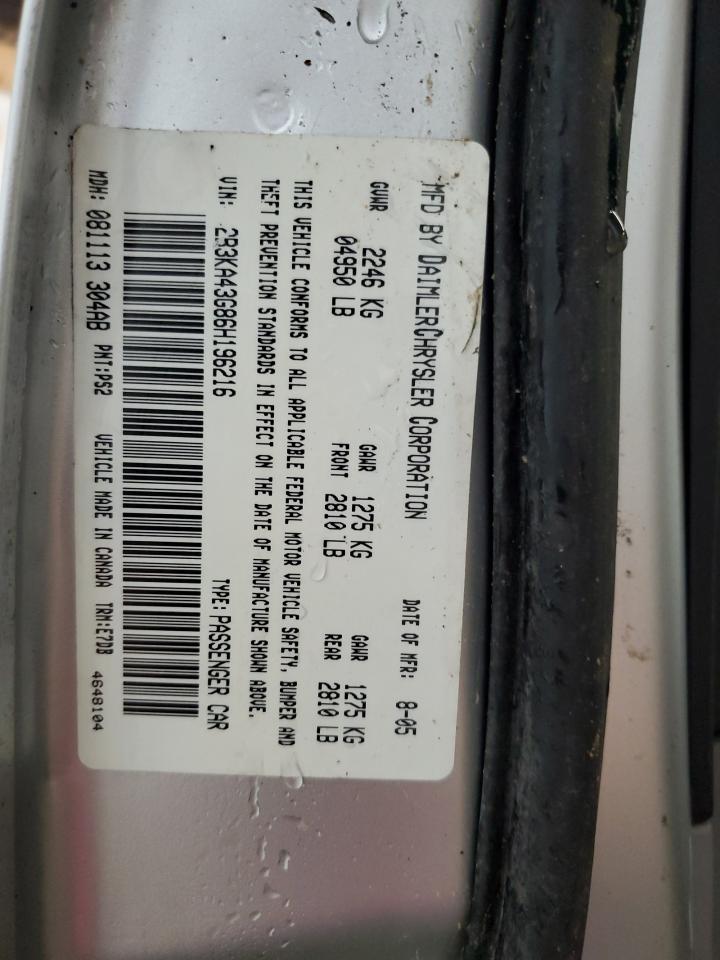 MFD BY DAIMLERCHRYSLER CORPORATION DATE OF MFR: 8-05
GVWR 2246 KG GAWR 1275 KG GAWR 1275 KG
04950 LB FRONT 2810 LB REAR 2810 LB
THIS VEHICLE CONFORMS TO ALL APPLICABLE FEDERAL MOTOR VEHICLE SAFETY, BUMPER AND
THEFT PREVENTION STANDARDS IN EFFECT ON THE DATE OF MANUFACTURE SHOWN ABOVE.
VIN: 2B3KA43G86H196216 TYPE: PASSENGER CAR
MDH: 081113 304AB PNT:PS2 VEHICLE MADE IN CANADA TRM:E7DB 4648104